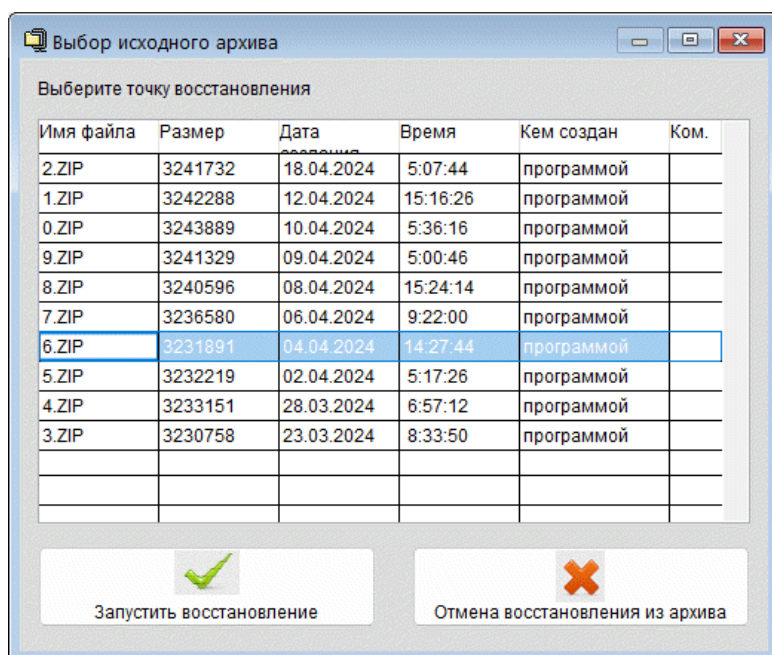 Выбор исходного архива
Выберите точку восстановления
Имя файла Размер Дата Время Кем создан Ком.
2.ZIP 3241732 18.04.2024 5:07:44 программой
1.ZIP 3242288 12.04.2024 15:16:26 программой
0.ZIP 3243889 10.04.2024 5:36:16 программой
9.ZIP 3241329 09.04.2024 5:00:46 программой
8.ZIP 3240596 08.04.2024 15:24:14 программой
7.ZIP 3236580 06.04.2024 9:22:00 программой
6.ZIP 3231891 04.04.2024 14:27:44 программой
5.ZIP 3232219 02.04.2024 5:17:26 программой
4.ZIP 3233151 28.03.2024 6:57:12 программой
3.ZIP 3230758 23.03.2024 8:33:50 программой
Запустить восстановление Отмена восстановления из архива